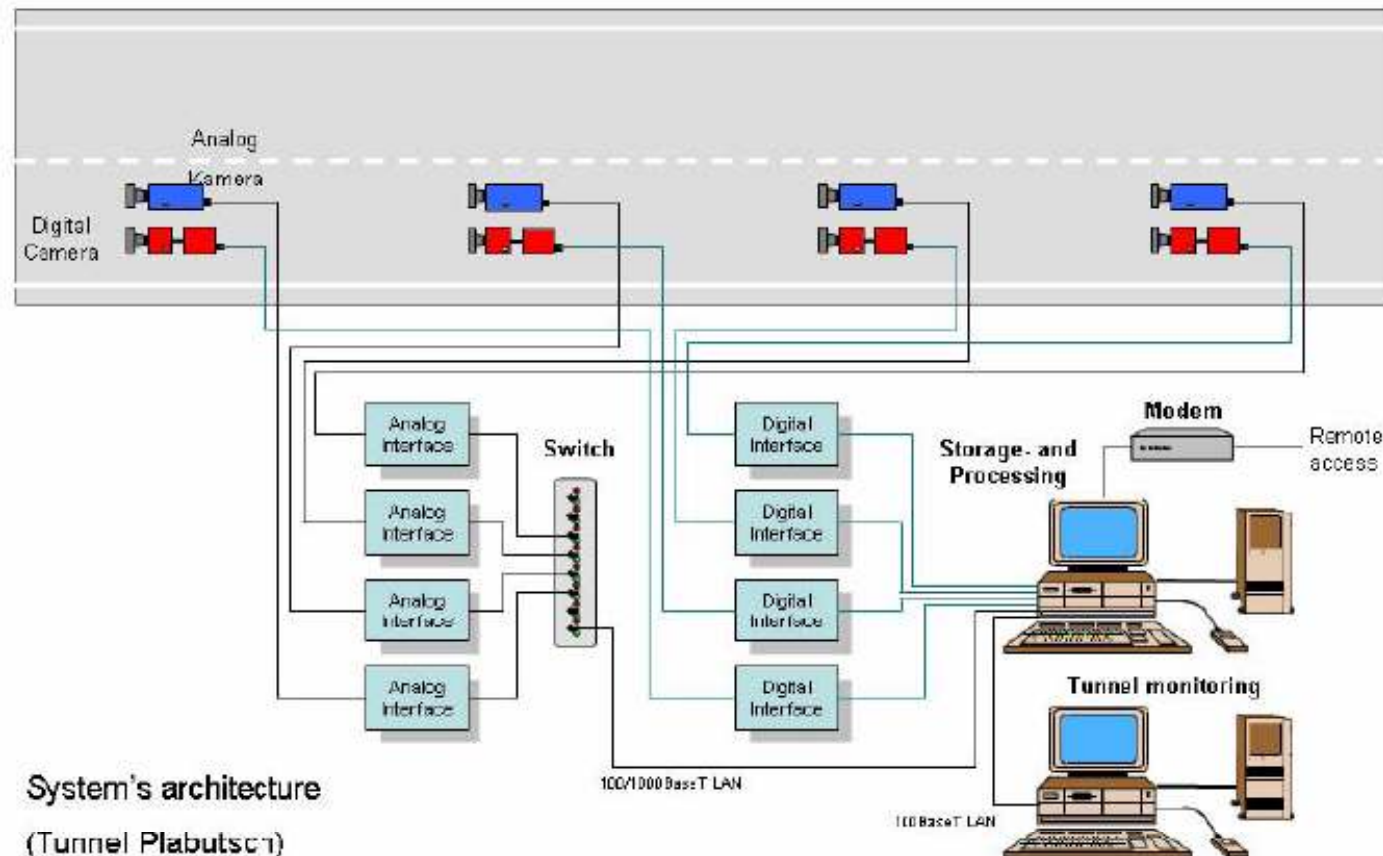 Analog
Kamera
Digital
Camera
Analog
Interface
Analog
Interface
Analog
Interface
Analog
Interface
Switch
Digital
Interface
Digital
Interface
Digital
Interface
Digital
Interface
Modem
Remote
access
Storage- and
Processing
Tunnel monitoring
100/1000BaseT LAN
100BaseT LAN
System's architecture
(Tunnel Plabutsch)